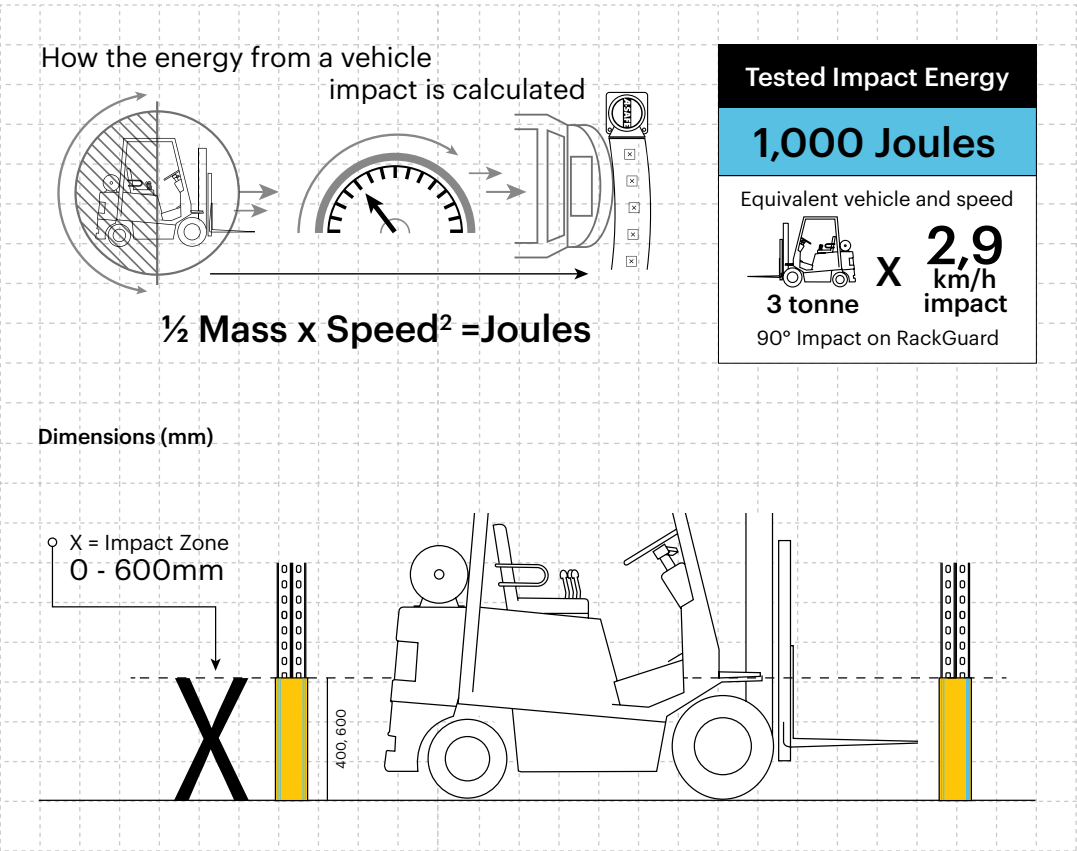 How the energy from a vehicle
impact is calculated
½ Mass x Speed² =Joules
Tested Impact Energy
1,000 Joules
Equivalent vehicle and speed
3 tonne
X
2,9
km/h
impact
90° Impact on RackGuard
Dimensions (mm)
X = Impact Zone
0 - 600mm
X
400, 600